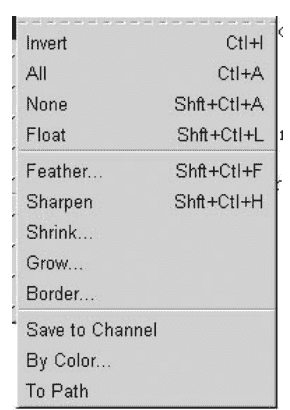 Invert Ctl+I
All Ctl+A
None Shft+Ctl+A
Float Shft+Ctl+L
Feather... Shft+Ctl+F
Sharpen Shft+Ctl+H
Shrink...
Grow...
Border...
Save to Channel
By Color...
To Path